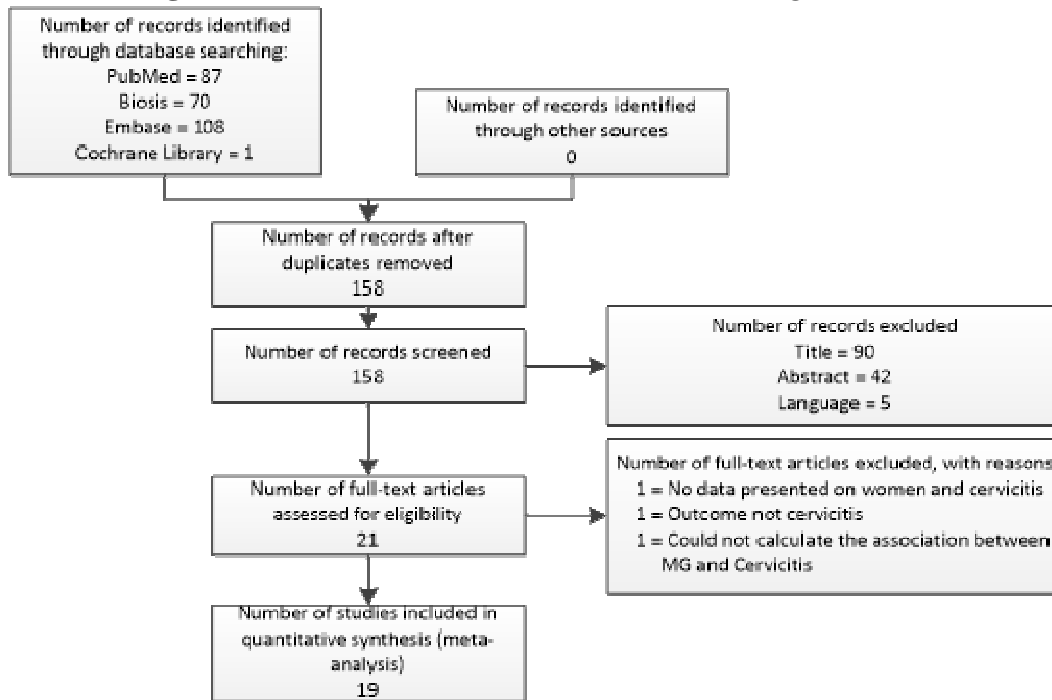 Number of records identified
through database searching:
PubMed = 87
Biosis = 70
Embase = 108
Cochrane Library = 1
Number of records identified
through other sources
0
Number of records after
duplicates removed
158
Number of records screened
158
Number of records excluded
Title = 90
Abstract = 42
Language = 5
Number of full-text articles
assessed for eligibility
21
Number of full-text articles excluded, with reasons
1 = No data presented on women and cervicitis
1 = Outcome not cervicitis
1 = Could not calculate the association between
MG and Cervicitis
Number of studies included in
quantitative synthesis (meta-
analysis)
19